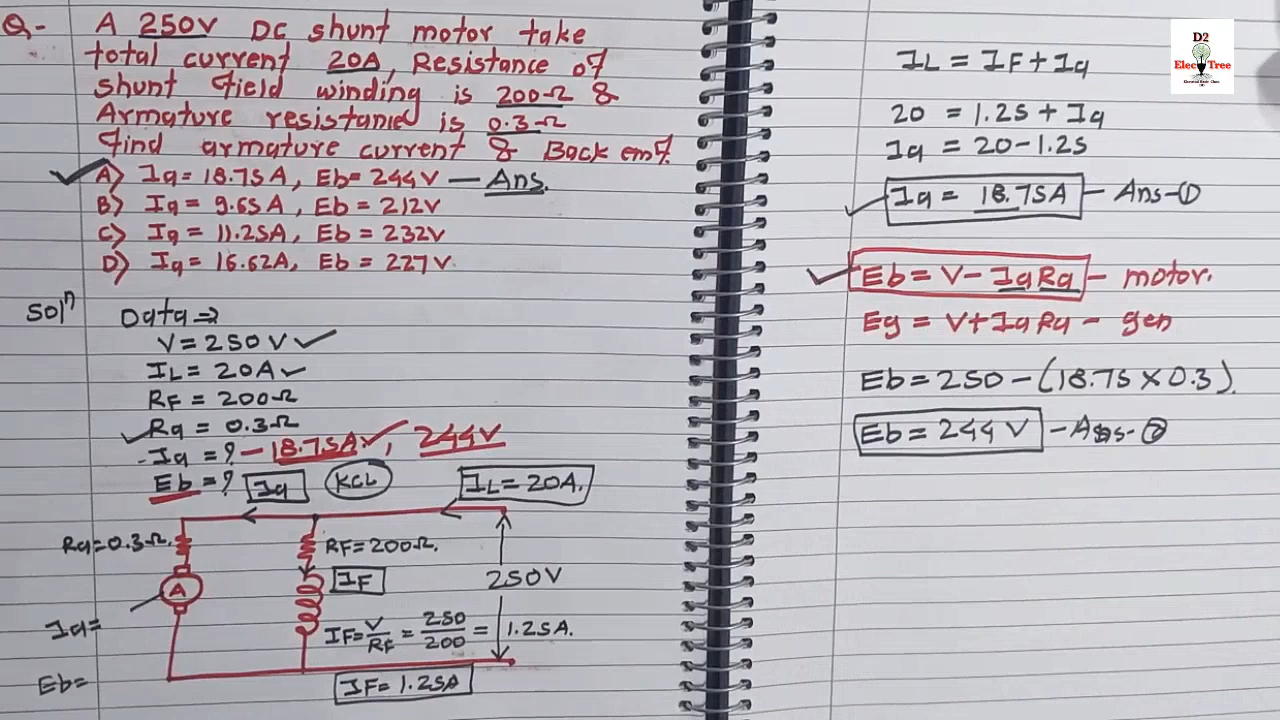 Q- A 250V DC shunt motor take
total current 20A, Resistance of
shunt field winding is 200Ω &
Armature resistance is 0.3Ω
find armature current & Back emf.
A) Ia = 18.75A, Eb= 244V — Ans.
B) Ia = 9.65A, Eb = 212V
C) Ia = 11.25A, Eb = 232V
D) Ia = 16.62A, Eb = 227V.
Solⁿ Data ⇒
V = 250V
IL = 20A
RF = 200Ω
Ra = 0.3Ω
Ia = ? - 18.75A, 244V
Eb = ? Ia KCL IL = 20A.
Ra=0.3Ω. RF=200Ω.
A IF 250V
Ia= IF= V/RF = 250/200 = 1.25A.
Eb= IF= 1.25A
D2
Elec Tree
IL = IF + Ia
20 = 1.25 + Ia
Ia = 20 - 1.25
Ia = 18.75A - Ans-①
Eb = V - IaRa - motor.
Eg = V + IaRa - gen
Eb = 250 - (18.75 × 0.3).
Eb = 244V - Ans-②